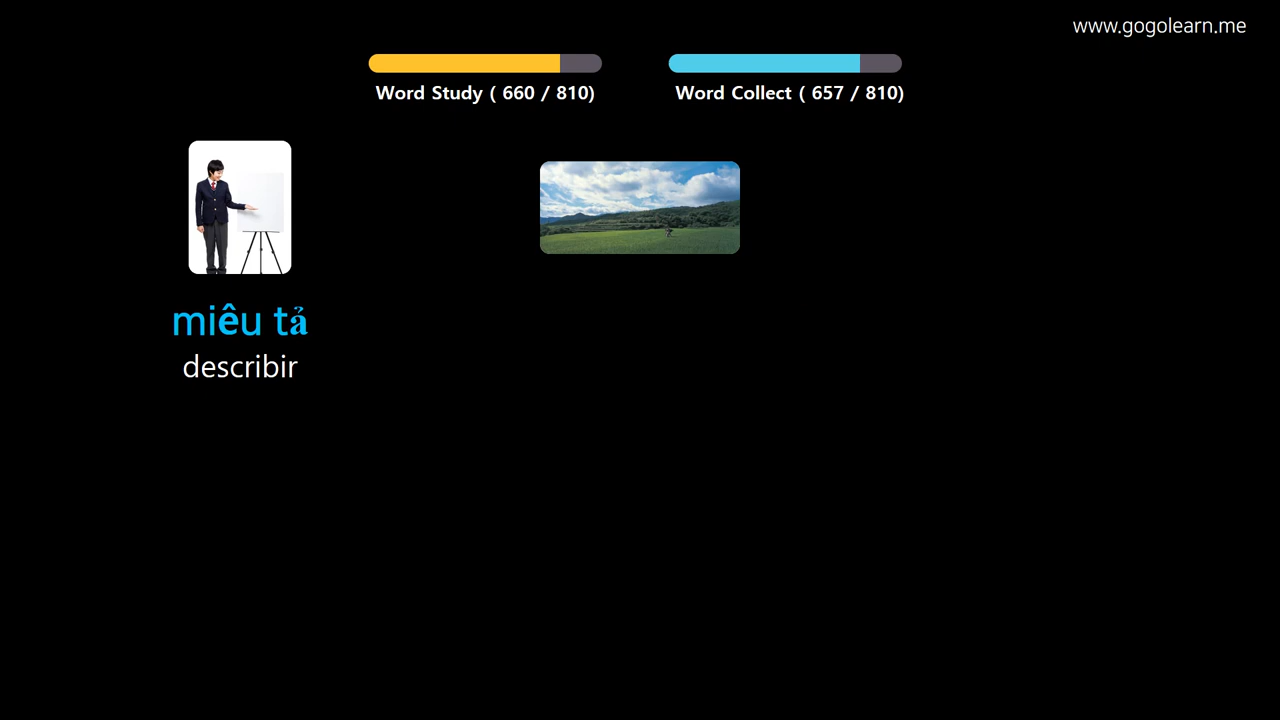 www.gogolearn.me
Word Study ( 660 / 810)
Word Collect ( 657 / 810)
miêu tả
describir